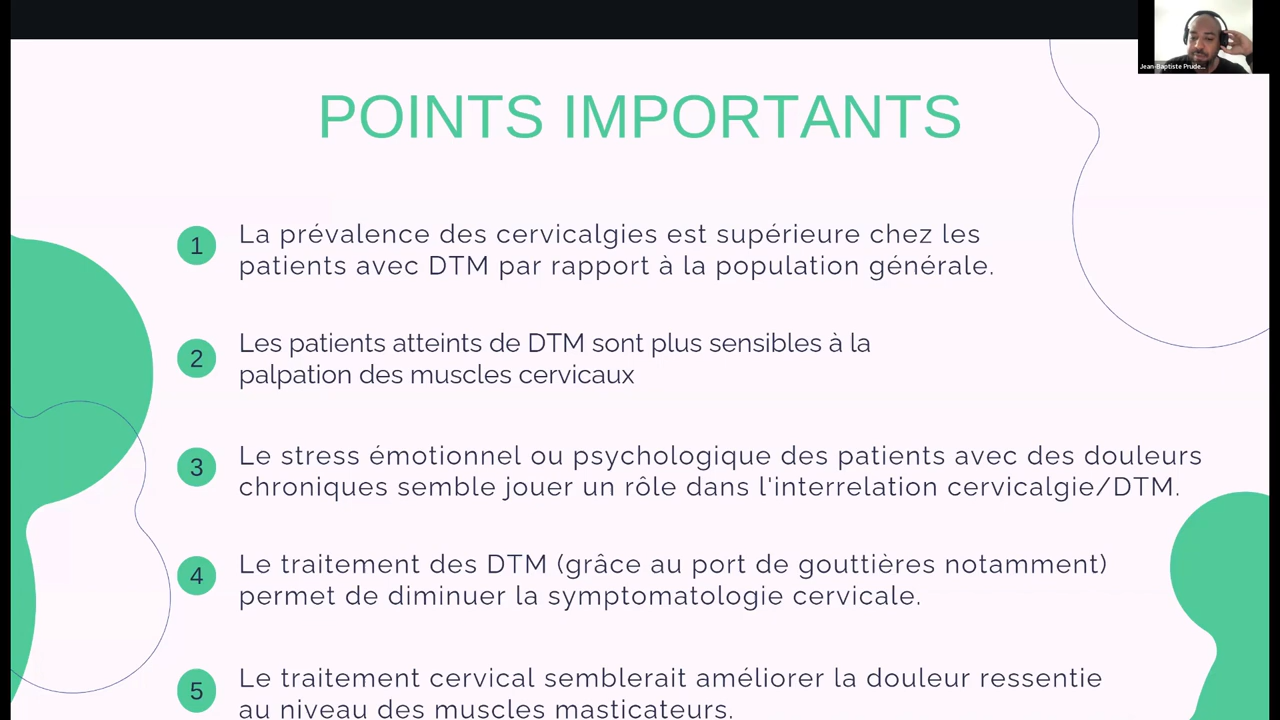 Jean-Baptiste Prude...
POINTS IMPORTANTS
1
La prévalence des cervicalgies est supérieure chez les
patients avec DTM par rapport à la population générale.
2
Les patients atteints de DTM sont plus sensibles à la
palpation des muscles cervicaux
3
Le stress émotionnel ou psychologique des patients avec des douleurs
chroniques semble jouer un rôle dans l'interrelation cervicalgie/DTM.
4
Le traitement des DTM (grâce au port de gouttières notamment)
permet de diminuer la symptomatologie cervicale.
5
Le traitement cervical semblerait améliorer la douleur ressentie
au niveau des muscles masticateurs.